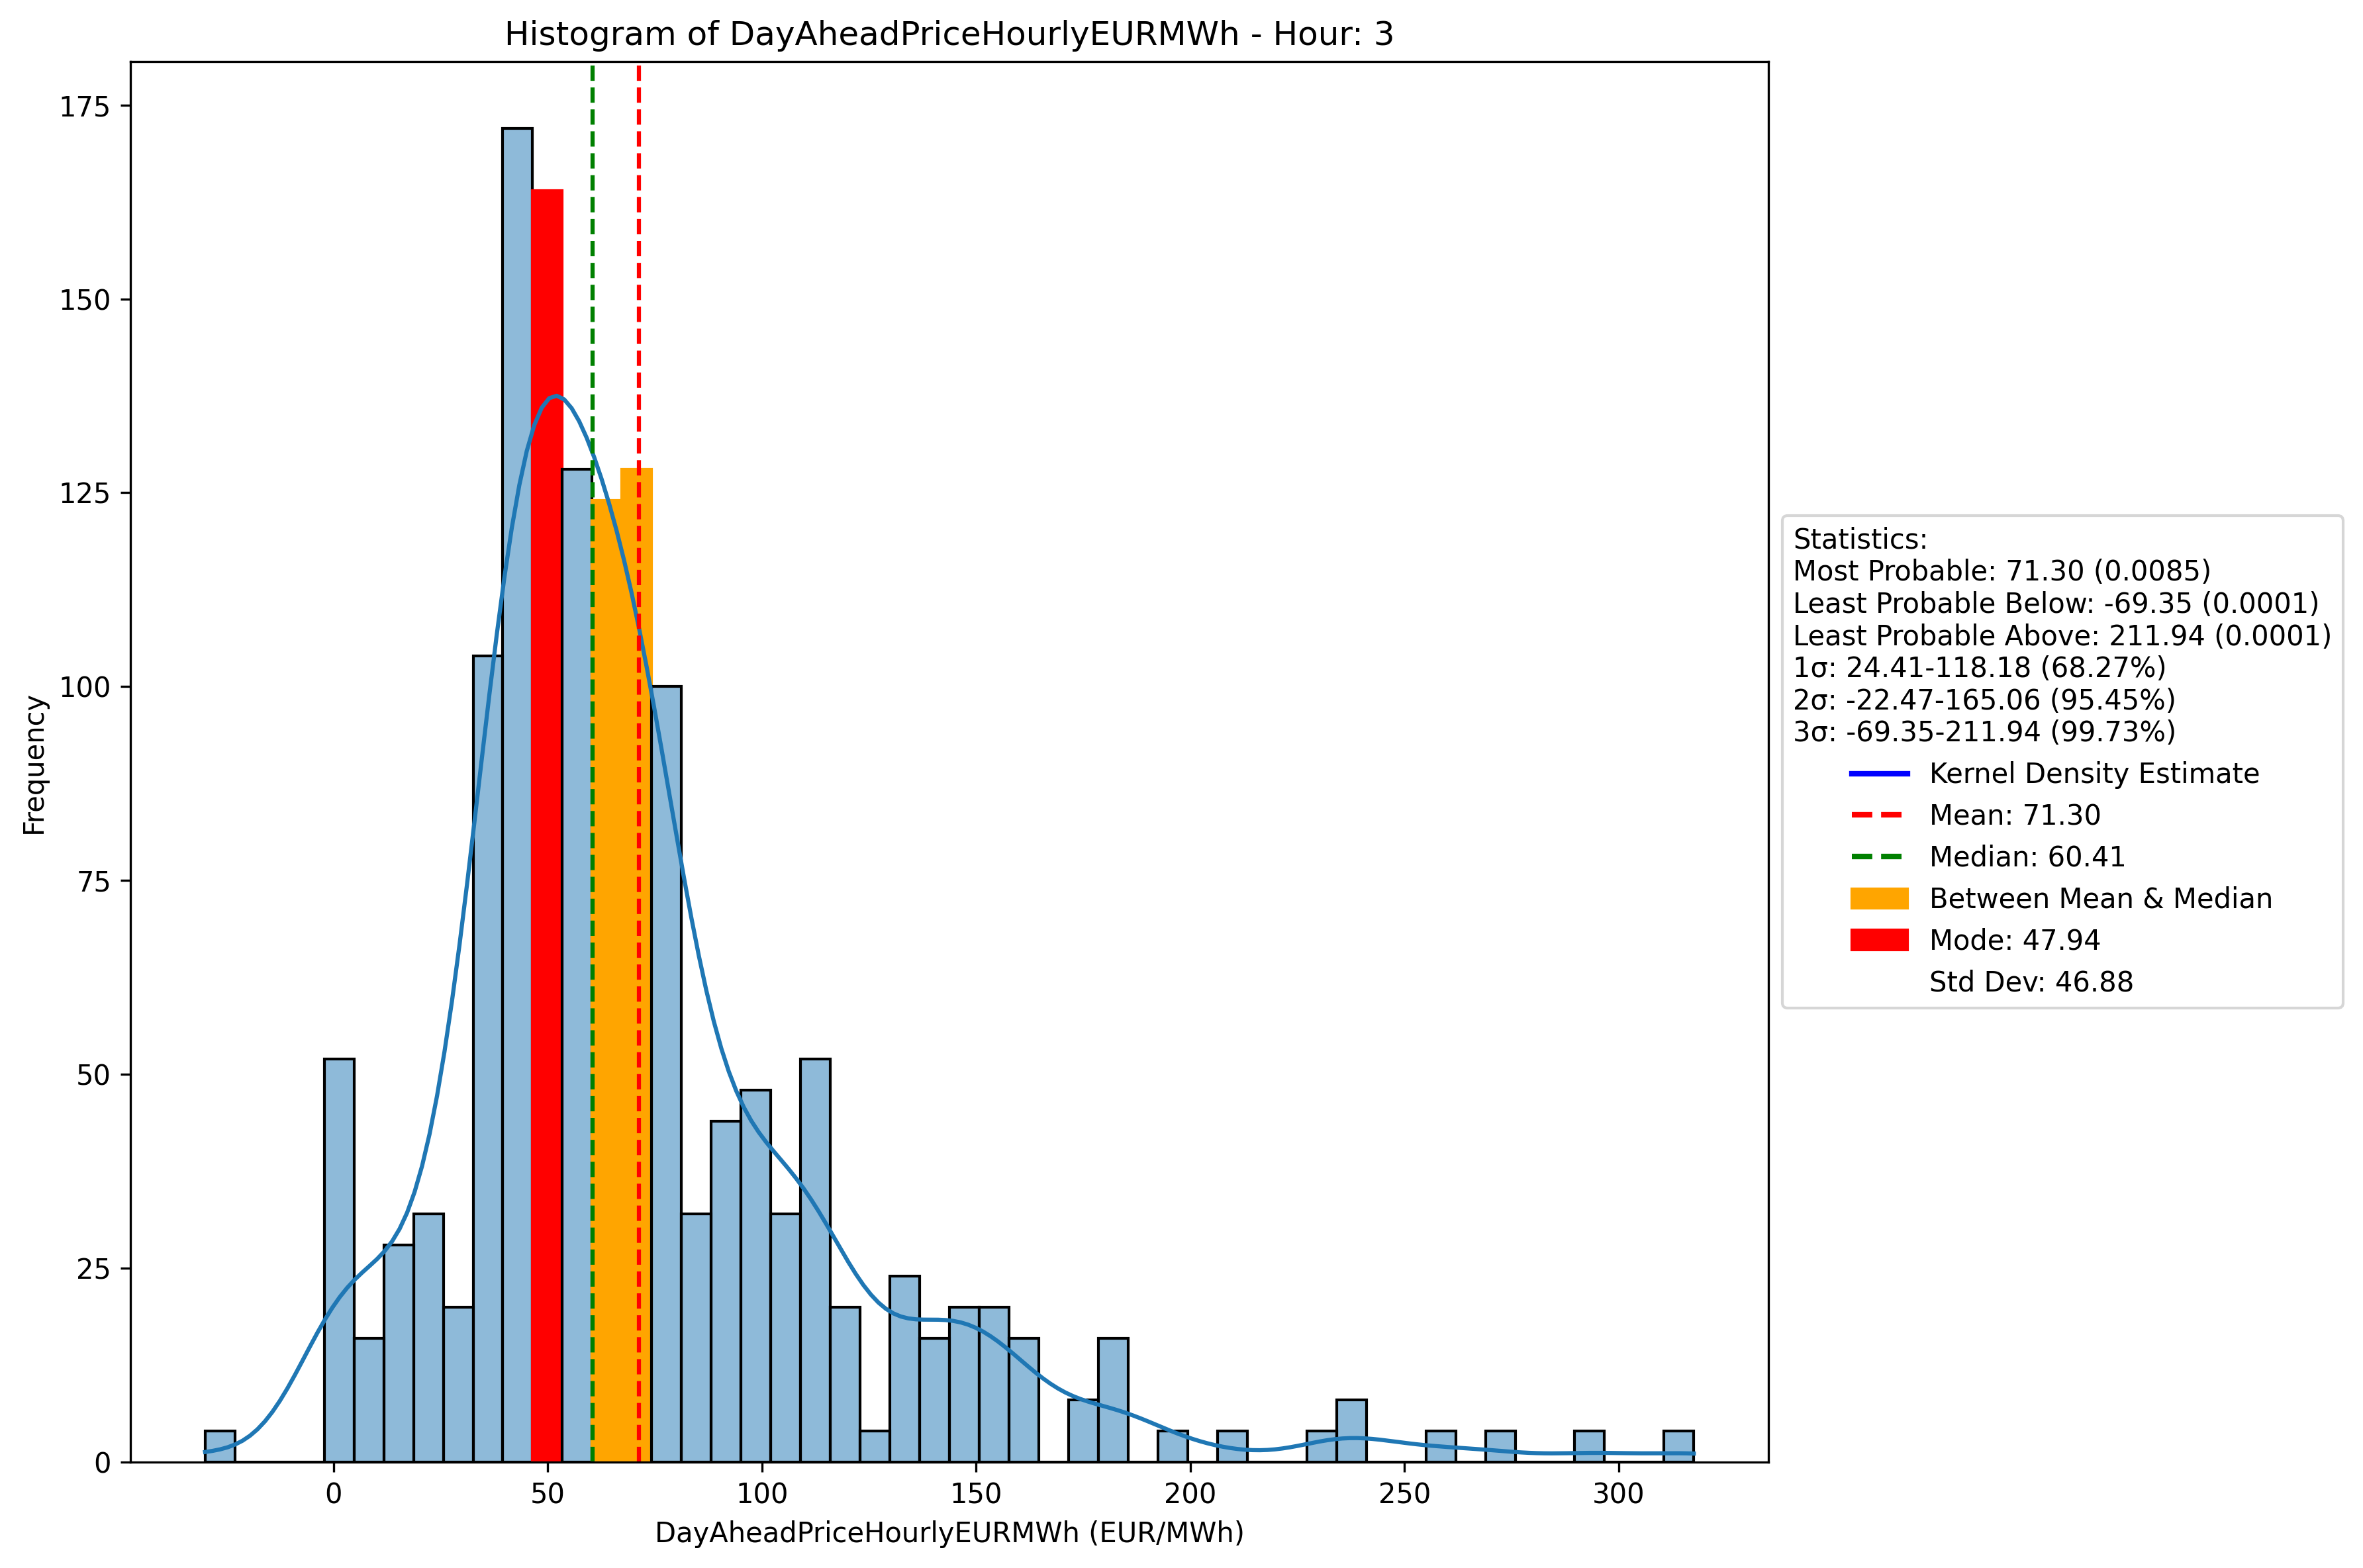 Histogram of DayAheadPriceHourlyEURMWh - Hour: 3
175
150
125
100
75
50
25
0
Frequency
0 50 100 150 200 250 300
DayAheadPriceHourlyEURMWh (EUR/MWh)
Statistics:
Most Probable: 71.30 (0.0085)
Least Probable Below: -69.35 (0.0001)
Least Probable Above: 211.94 (0.0001)
1σ: 24.41-118.18 (68.27%)
2σ: -22.47-165.06 (95.45%)
3σ: -69.35-211.94 (99.73%)
Kernel Density Estimate
Mean: 71.30
Median: 60.41
Between Mean & Median
Mode: 47.94
Std Dev: 46.88